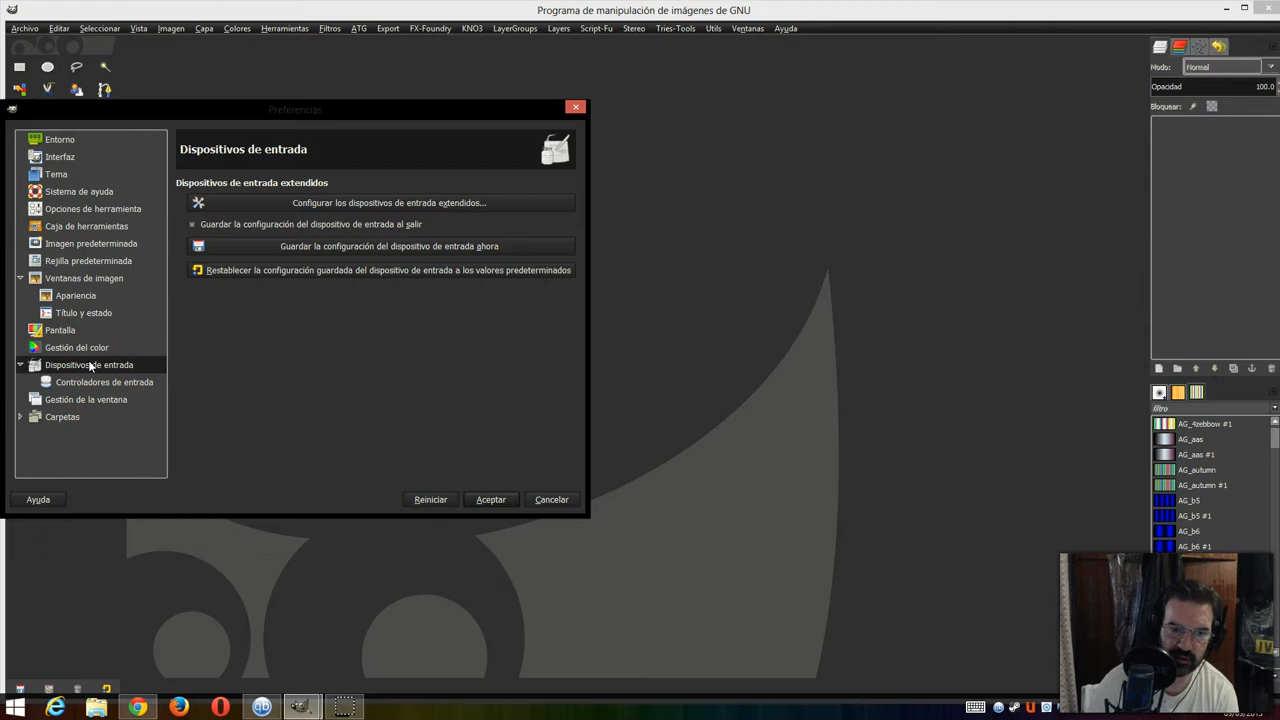 Programa de manipulación de imágenes de GNU
Archivo Editar Seleccionar Vista Imagen Capa Colores Herramientas Filtros ATG Export FX-Foundry KNO3 LayerGroups Layers Script-Fu Stereo Tries-Tools Utils Ventanas Ayuda
Modo: Normal
Opacidad 100.0
Bloquear:
Preferencias
Entorno
Interfaz
Tema
Sistema de ayuda
Opciones de herramienta
Caja de herramientas
Imagen predeterminada
Rejilla predeterminada
Ventanas de imagen
Apariencia
Título y estado
Pantalla
Gestión del color
Dispositivos de entrada
Controladores de entrada
Gestión de la ventana
Carpetas
Dispositivos de entrada
Dispositivos de entrada extendidos
Configurar los dispositivos de entrada extendidos...
Guardar la configuración del dispositivo de entrada al salir
Guardar la configuración del dispositivo de entrada ahora
Restablecer la configuración guardada del dispositivo de entrada a los valores predeterminados
Ayuda Reiniciar Aceptar Cancelar
filtro
AG_4zebbow #1
AG_aas
AG_aas #1
AG_autumn
AG_autumn #1
AG_b5
AG_b5 #1
AG_b6
AG_b6 #1